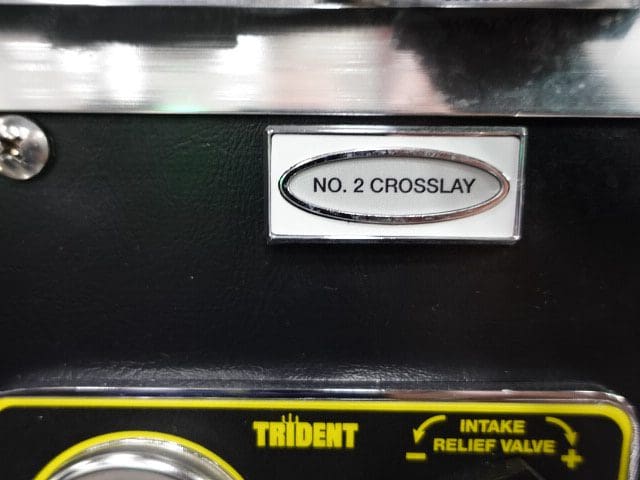 NO. 2 CROSSLAY
TRIDENT
INTAKE
RELIEF VALVE
- +